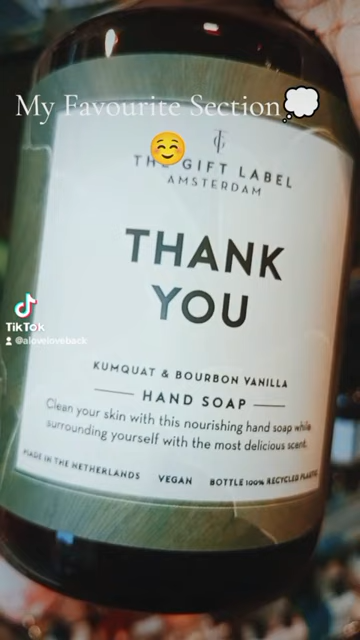 My Favourite Section💭
☺️
THE GIFT LABEL
AMSTERDAM
THANK
YOU
TikTok
@aloveloveback
KUMQUAT & BOURBON VANILLA
HAND SOAP
Clean your skin with this nourishing hand soap while
surrounding yourself with the most delicious scent.
MADE IN THE NETHERLANDS VEGAN BOTTLE 100% RECYCLED PLASTIC